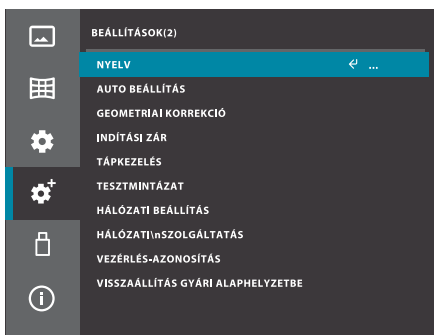 BEÁLLÍTÁSOK(2)
NYELV ...
AUTO BEÁLLÍTÁS
GEOMETRIAI KORREKCIÓ
INDÍTÁSI ZÁR
TÁPKEZELÉS
TESZTMINTÁZAT
HÁLÓZATI BEÁLLÍTÁS
HÁLÓZATI\nSZOLGÁLTATÁS
VEZÉRLÉS-AZONOSÍTÁS
VISSZAÁLLÍTÁS GYÁRI ALAPHELYZETBE